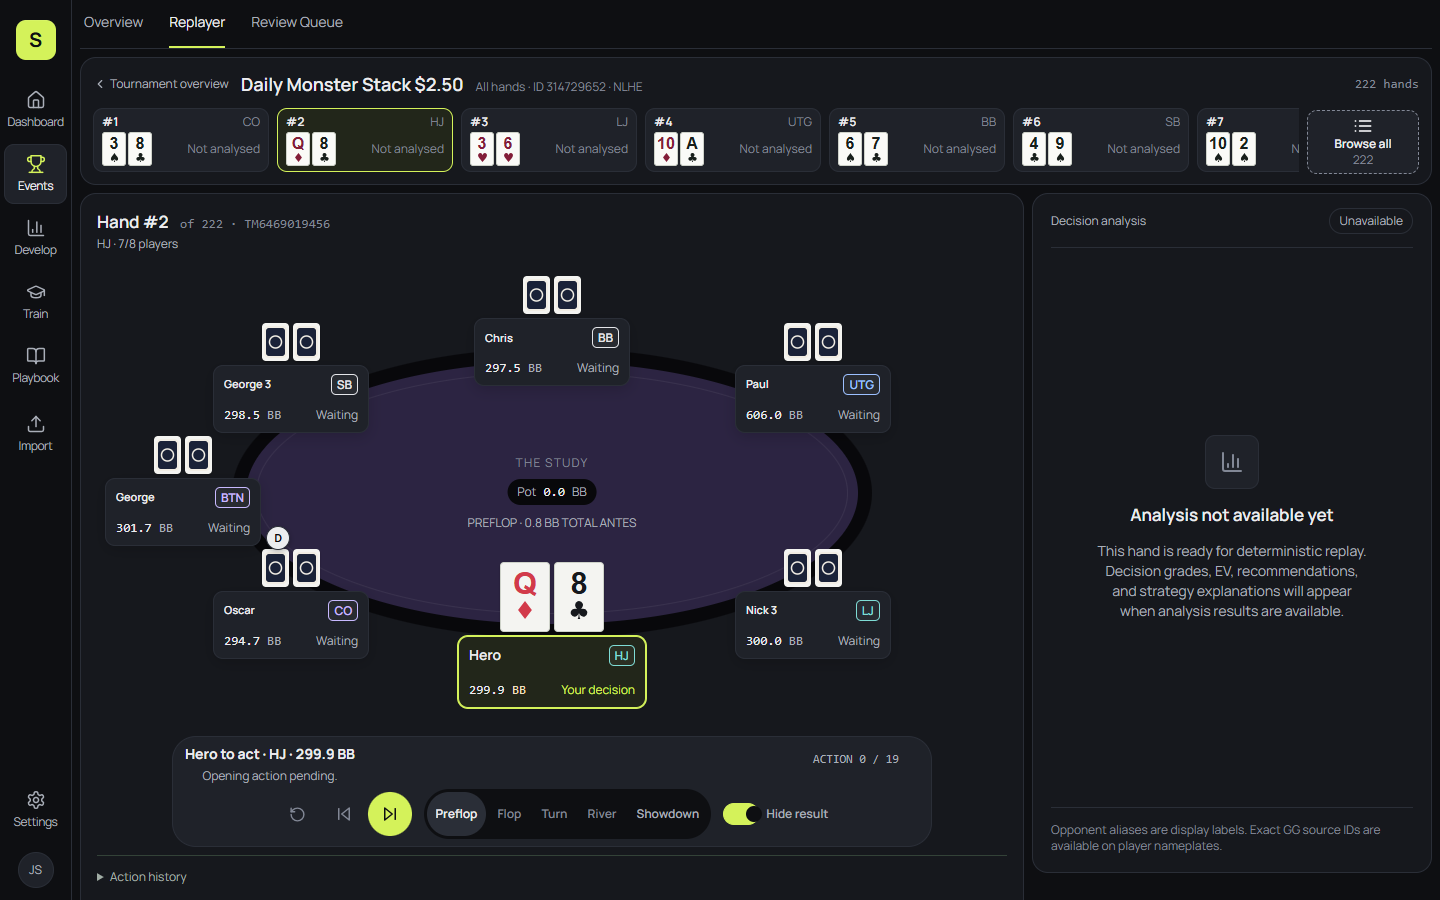 S
Overview Replayer Review Queue
Tournament overview Daily Monster Stack $2.50 All hands · ID 314729652 · NLHE 222 hands
#1 CO 3 8 Not analysed
#2 HJ Q 8 Not analysed
#3 LJ 3 6 Not analysed
#4 UTG 10 A Not analysed
#5 BB 6 7 Not analysed
#6 SB 4 9 Not analysed
#7 10 2 N
Browse all
222
Dashboard
Events
Develop
Train
Playbook
Import
Settings
JS
Hand #2 of 222 · TM6469019456
HJ · 7/8 players
Chris BB
297.5 BB Waiting
George 3 SB
298.5 BB Waiting
Paul UTG
606.0 BB Waiting
George BTN
301.7 BB Waiting
D
THE STUDY
Pot 0.0 BB
PREFLOP · 0.8 BB TOTAL ANTES
Oscar CO
294.7 BB Waiting
Q 8
Nick 3 LJ
300.0 BB Waiting
Hero HJ
299.9 BB Your decision
Hero to act · HJ · 299.9 BB
ACTION 0 / 19
Opening action pending.
Preflop Flop Turn River Showdown Hide result
Action history
Decision analysis Unavailable
Analysis not available yet
This hand is ready for deterministic replay.
Decision grades, EV, recommendations,
and strategy explanations will appear
when analysis results are available.
Opponent aliases are display labels. Exact GG source IDs are
available on player nameplates.